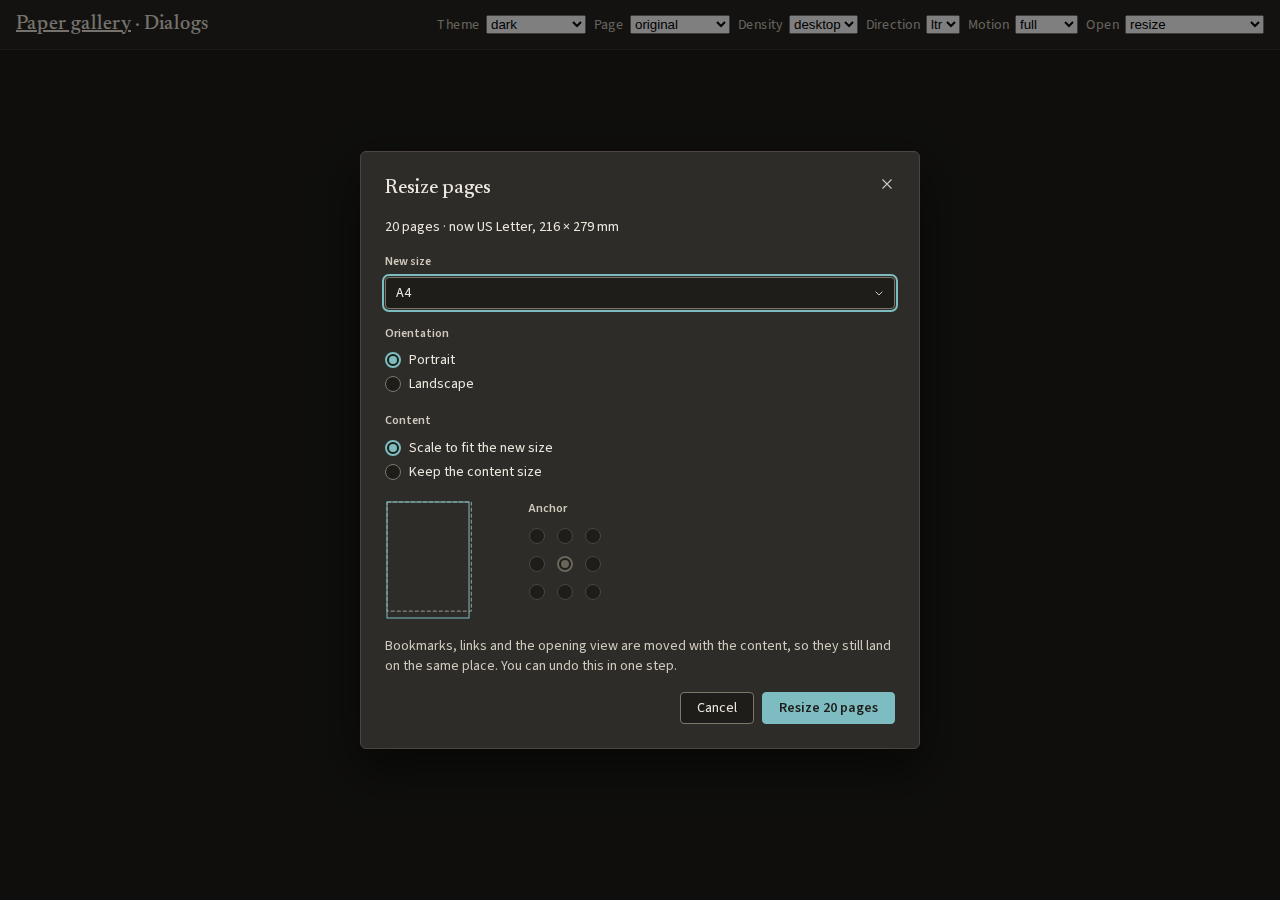 Paper gallery · Dialogs
Theme dark Page original Density desktop Direction ltr Motion full Open resize
Resize pages
20 pages · now US Letter, 216 × 279 mm
New size
A4
Orientation
Portrait
Landscape
Content
Scale to fit the new size
Keep the content size
Anchor
Bookmarks, links and the opening view are moved with the content, so they still land
on the same place. You can undo this in one step.
Cancel
Resize 20 pages